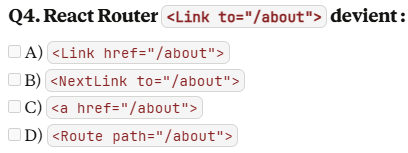 Q4. React Router <Link to="/about"> devient :
A) <Link href="/about">
B) <NextLink to="/about">
C) <a href="/about">
D) <Route path="/about">